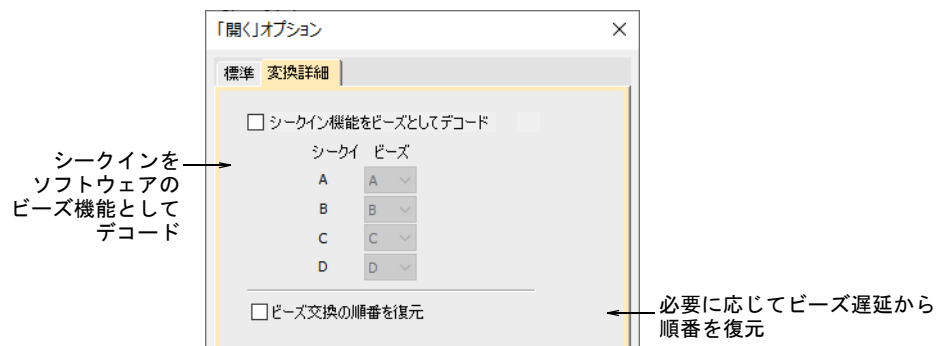 「開く」オプション
標準 変換詳細
シークイン機能をビーズとしてデコード
シークイ ビーズ
A A
B B
C C
D D
ビーズ交換の順番を復元
シークインを
ソフトウェアの
ビーズ機能として
デコード
必要に応じてビーズ遅延から
順番を復元